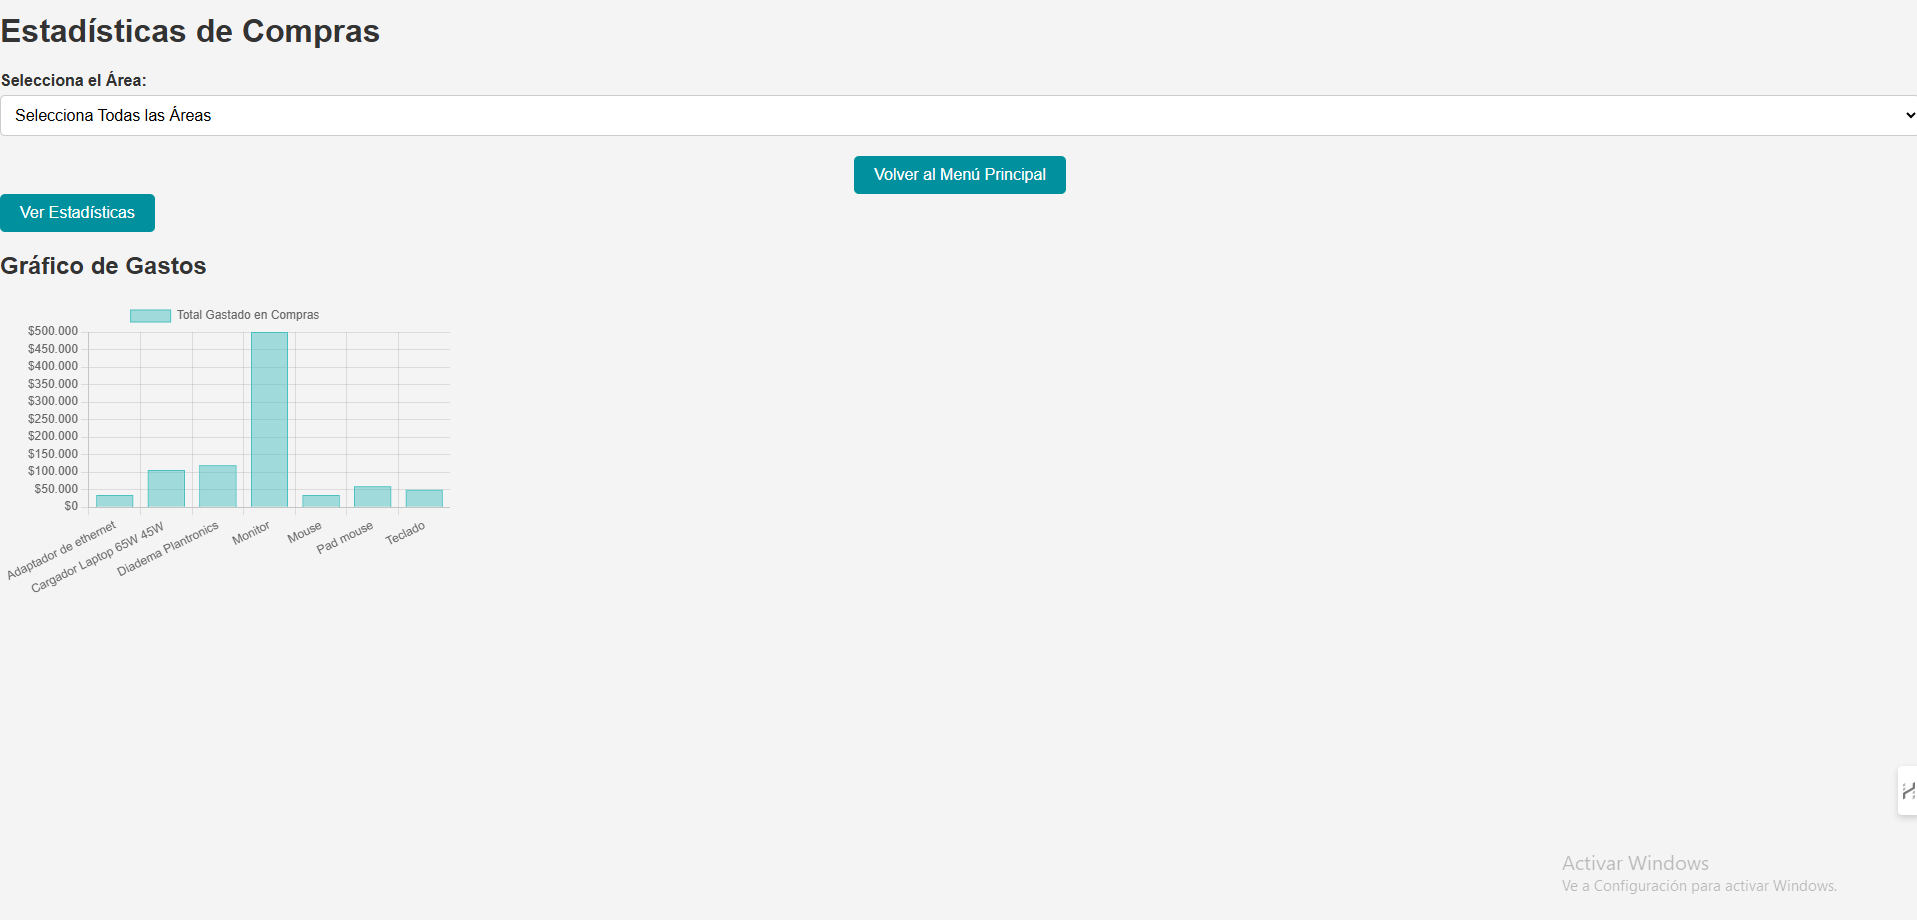 Estadísticas de Compras
Selecciona el Área:
Selecciona Todas las Áreas
Volver al Menú Principal
Ver Estadísticas
Gráfico de Gastos
Total Gastado en Compras
$500.000
$450.000
$400.000
$350.000
$300.000
$250.000
$200.000
$150.000
$100.000
$50.000
$0
Adaptador de ethernet
Cargador Laptop 65W 45W
Diadema Plantronics
Monitor
Mouse
Pad mouse
Teclado
Activar Windows
Ve a Configuración para activar Windows.